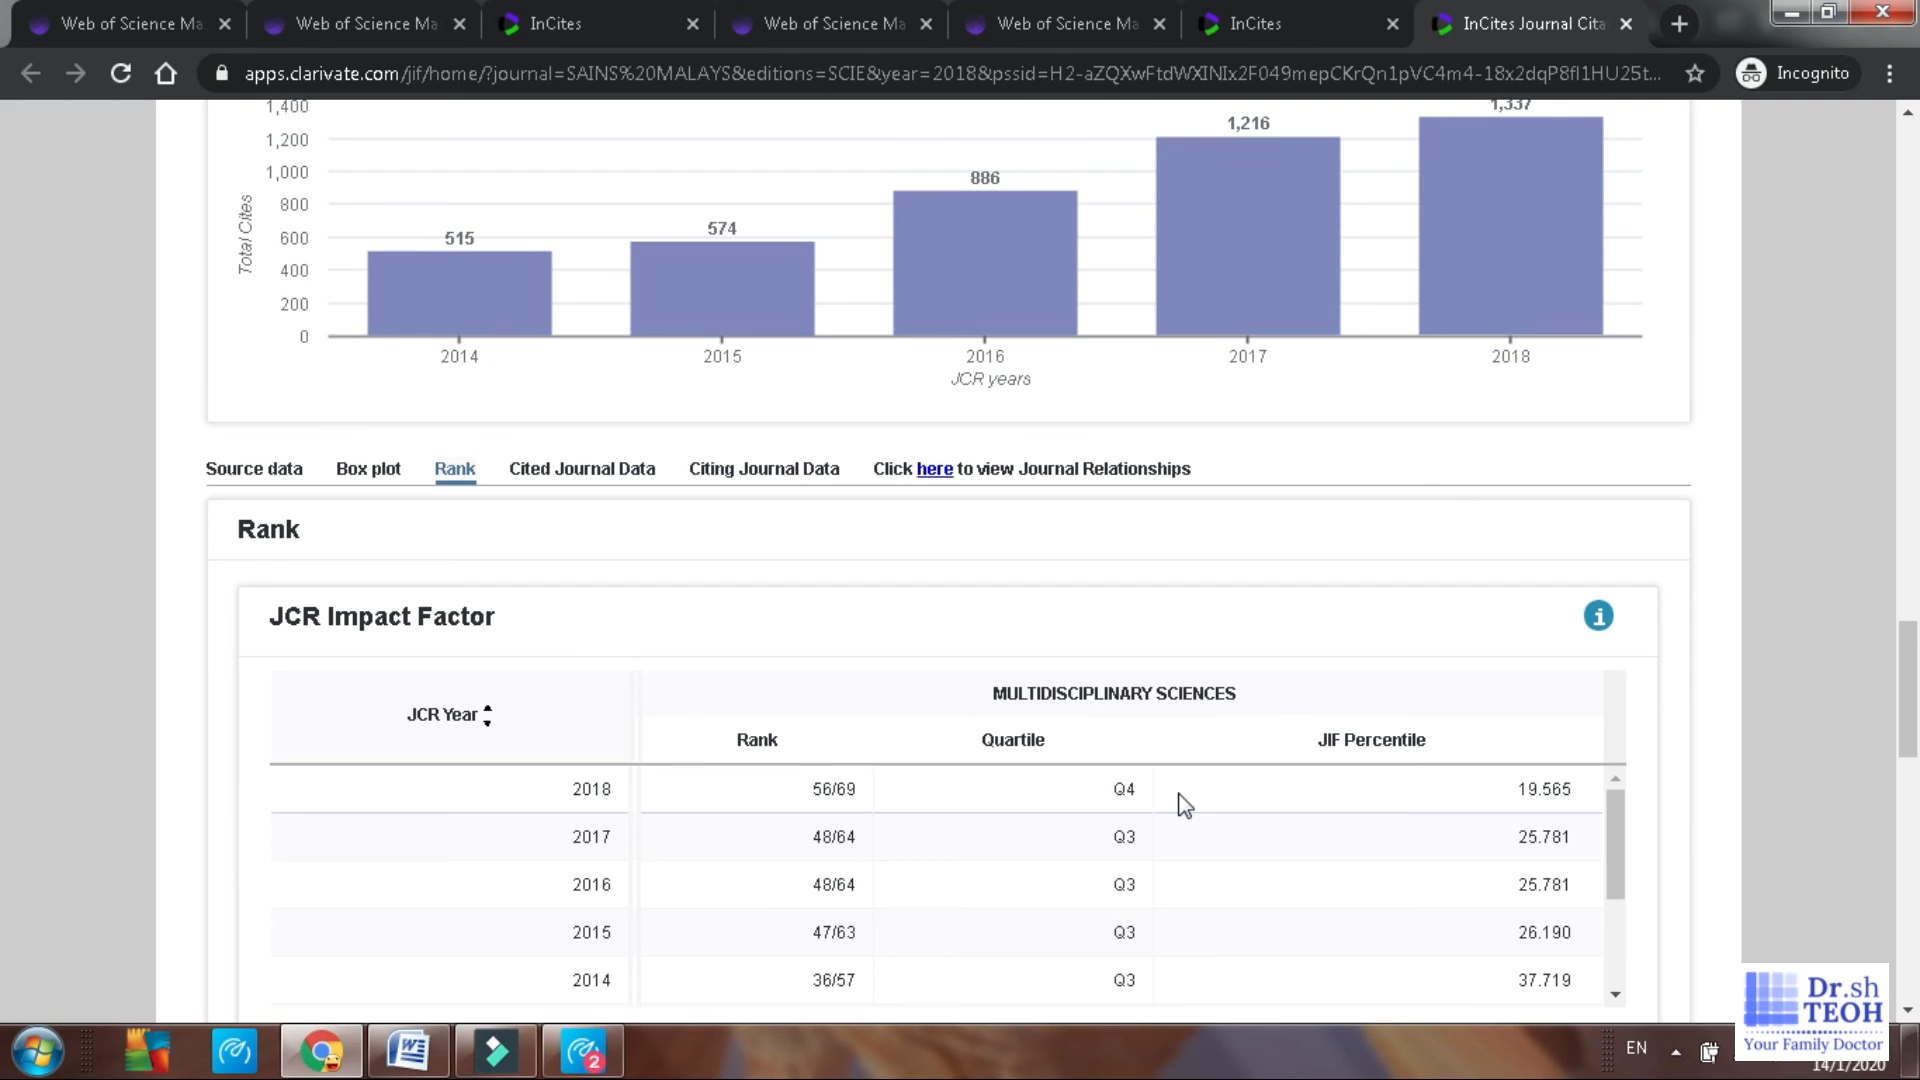 Web of Science Ma
Web of Science Ma
InCites
Web of Science Ma
Web of Science Ma
InCites
InCites Journal Cita
apps.clarivate.com/jif/home/?journal=SAINS%20MALAYS&editions=SCIE&year=2018&pssid=H2-aZQXwFtdWXINIx2F049mepCKrQn1pVC4m4-18x2dqP8fl1HU25t...
Incognito
1,400
1,200
1,000
800
600
400
200
0
Total Cites
515
574
886
1,216
1,337
2014
2015
2016
2017
2018
JCR years
Source data
Box plot
Rank
Cited Journal Data
Citing Journal Data
Click here to view Journal Relationships
Rank
JCR Impact Factor
i
JCR Year
MULTIDISCIPLINARY SCIENCES
Rank Quartile JIF Percentile
2018 56/69 Q4 19.565
2017 48/64 Q3 25.781
2016 48/64 Q3 25.781
2015 47/63 Q3 26.190
2014 36/57 Q3 37.719
Dr.sh
TEOH
Your Family Doctor
W
2
EN
14/1/2020